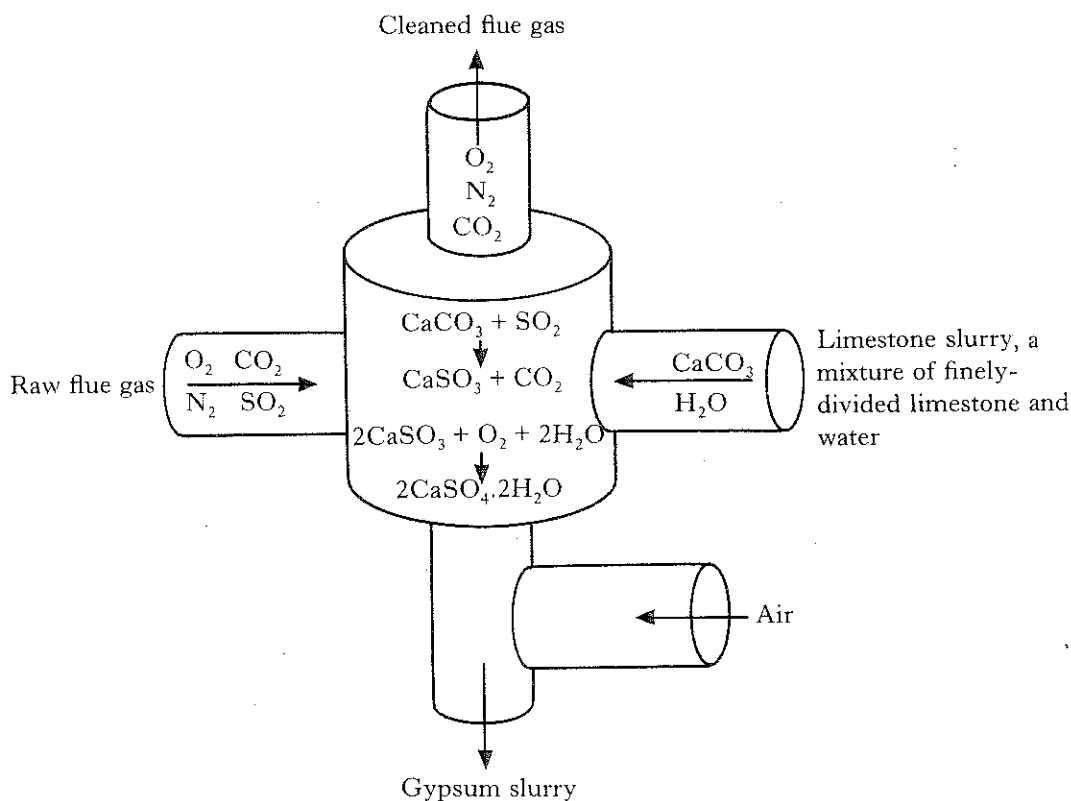 Cleaned flue gas
O₂
N₂
CO₂
CaCO₃ + SO₂
CaSO₃ + CO₂
2CaSO₃ + O₂ + 2H₂O
2CaSO₄.2H₂O
Raw flue gas
O₂ CO₂
N₂ SO₂
CaCO₃
H₂O
Limestone slurry, a
mixture of finely-
divided limestone and
water
Air
Gypsum slurry